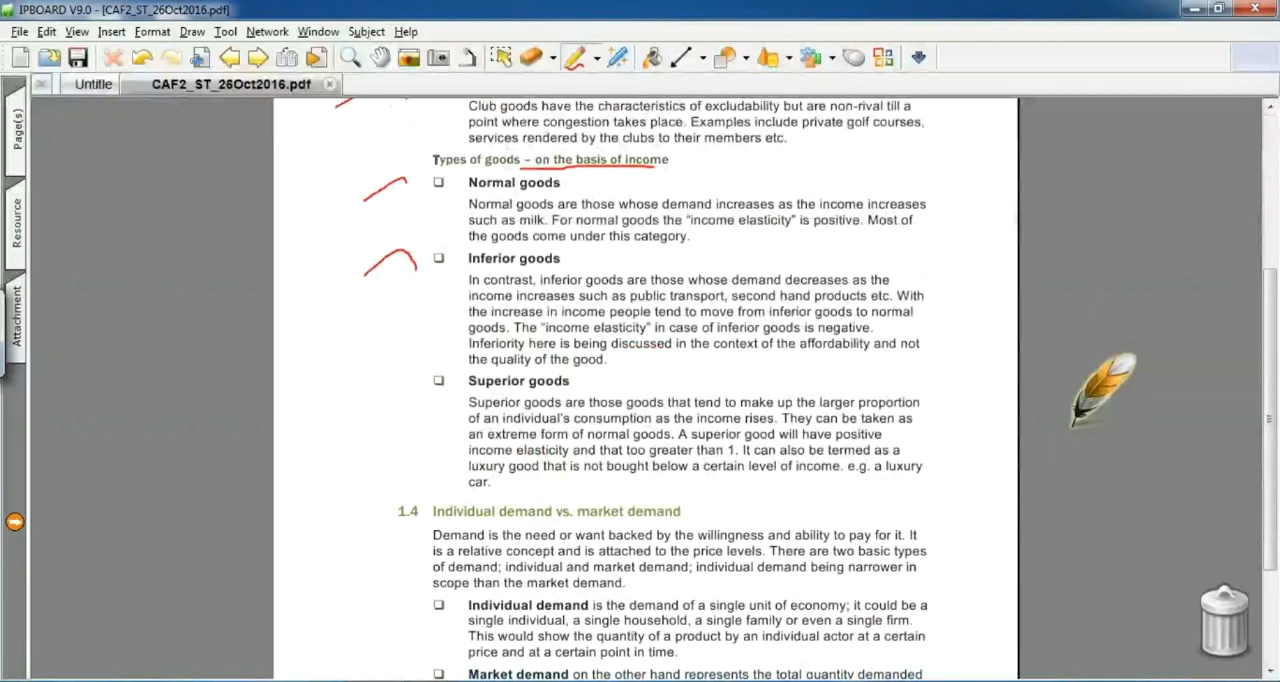 IPBOARD V9.0 - [CAF2_ST_26Oct2016.pdf]
File Edit View Insert Format Draw Tool Network Window Subject Help
Untitle CAF2_ST_26Oct2016.pdf
Page(s)
Resource
Attachment
Club goods have the characteristics of excludability but are non-rival till a
point where congestion takes place. Examples include private golf courses,
services rendered by the clubs to their members etc.
Types of goods – on the basis of income
❑ Normal goods
Normal goods are those whose demand increases as the income increases
such as milk. For normal goods the “income elasticity” is positive. Most of
the goods come under this category.
❑ Inferior goods
In contrast, inferior goods are those whose demand decreases as the
income increases such as public transport, second hand products etc. With
the increase in income people tend to move from inferior goods to normal
goods. The “income elasticity” in case of inferior goods is negative.
Inferiority here is being discussed in the context of the affordability and not
the quality of the good.
❑ Superior goods
Superior goods are those goods that tend to make up the larger proportion
of an individual’s consumption as the income rises. They can be taken as
an extreme form of normal goods. A superior good will have positive
income elasticity and that too greater than 1. It can also be termed as a
luxury good that is not bought below a certain level of income. e.g. a luxury
car.
1.4 Individual demand vs. market demand
Demand is the need or want backed by the willingness and ability to pay for it. It
is a relative concept and is attached to the price levels. There are two basic types
of demand; individual and market demand; individual demand being narrower in
scope than the market demand.
❑ Individual demand is the demand of a single unit of economy; it could be a
single individual, a single household, a single family or even a single firm.
This would show the quantity of a product by an individual actor at a certain
price and at a certain point in time.
❑ Market demand on the other hand represents the total quantity demanded